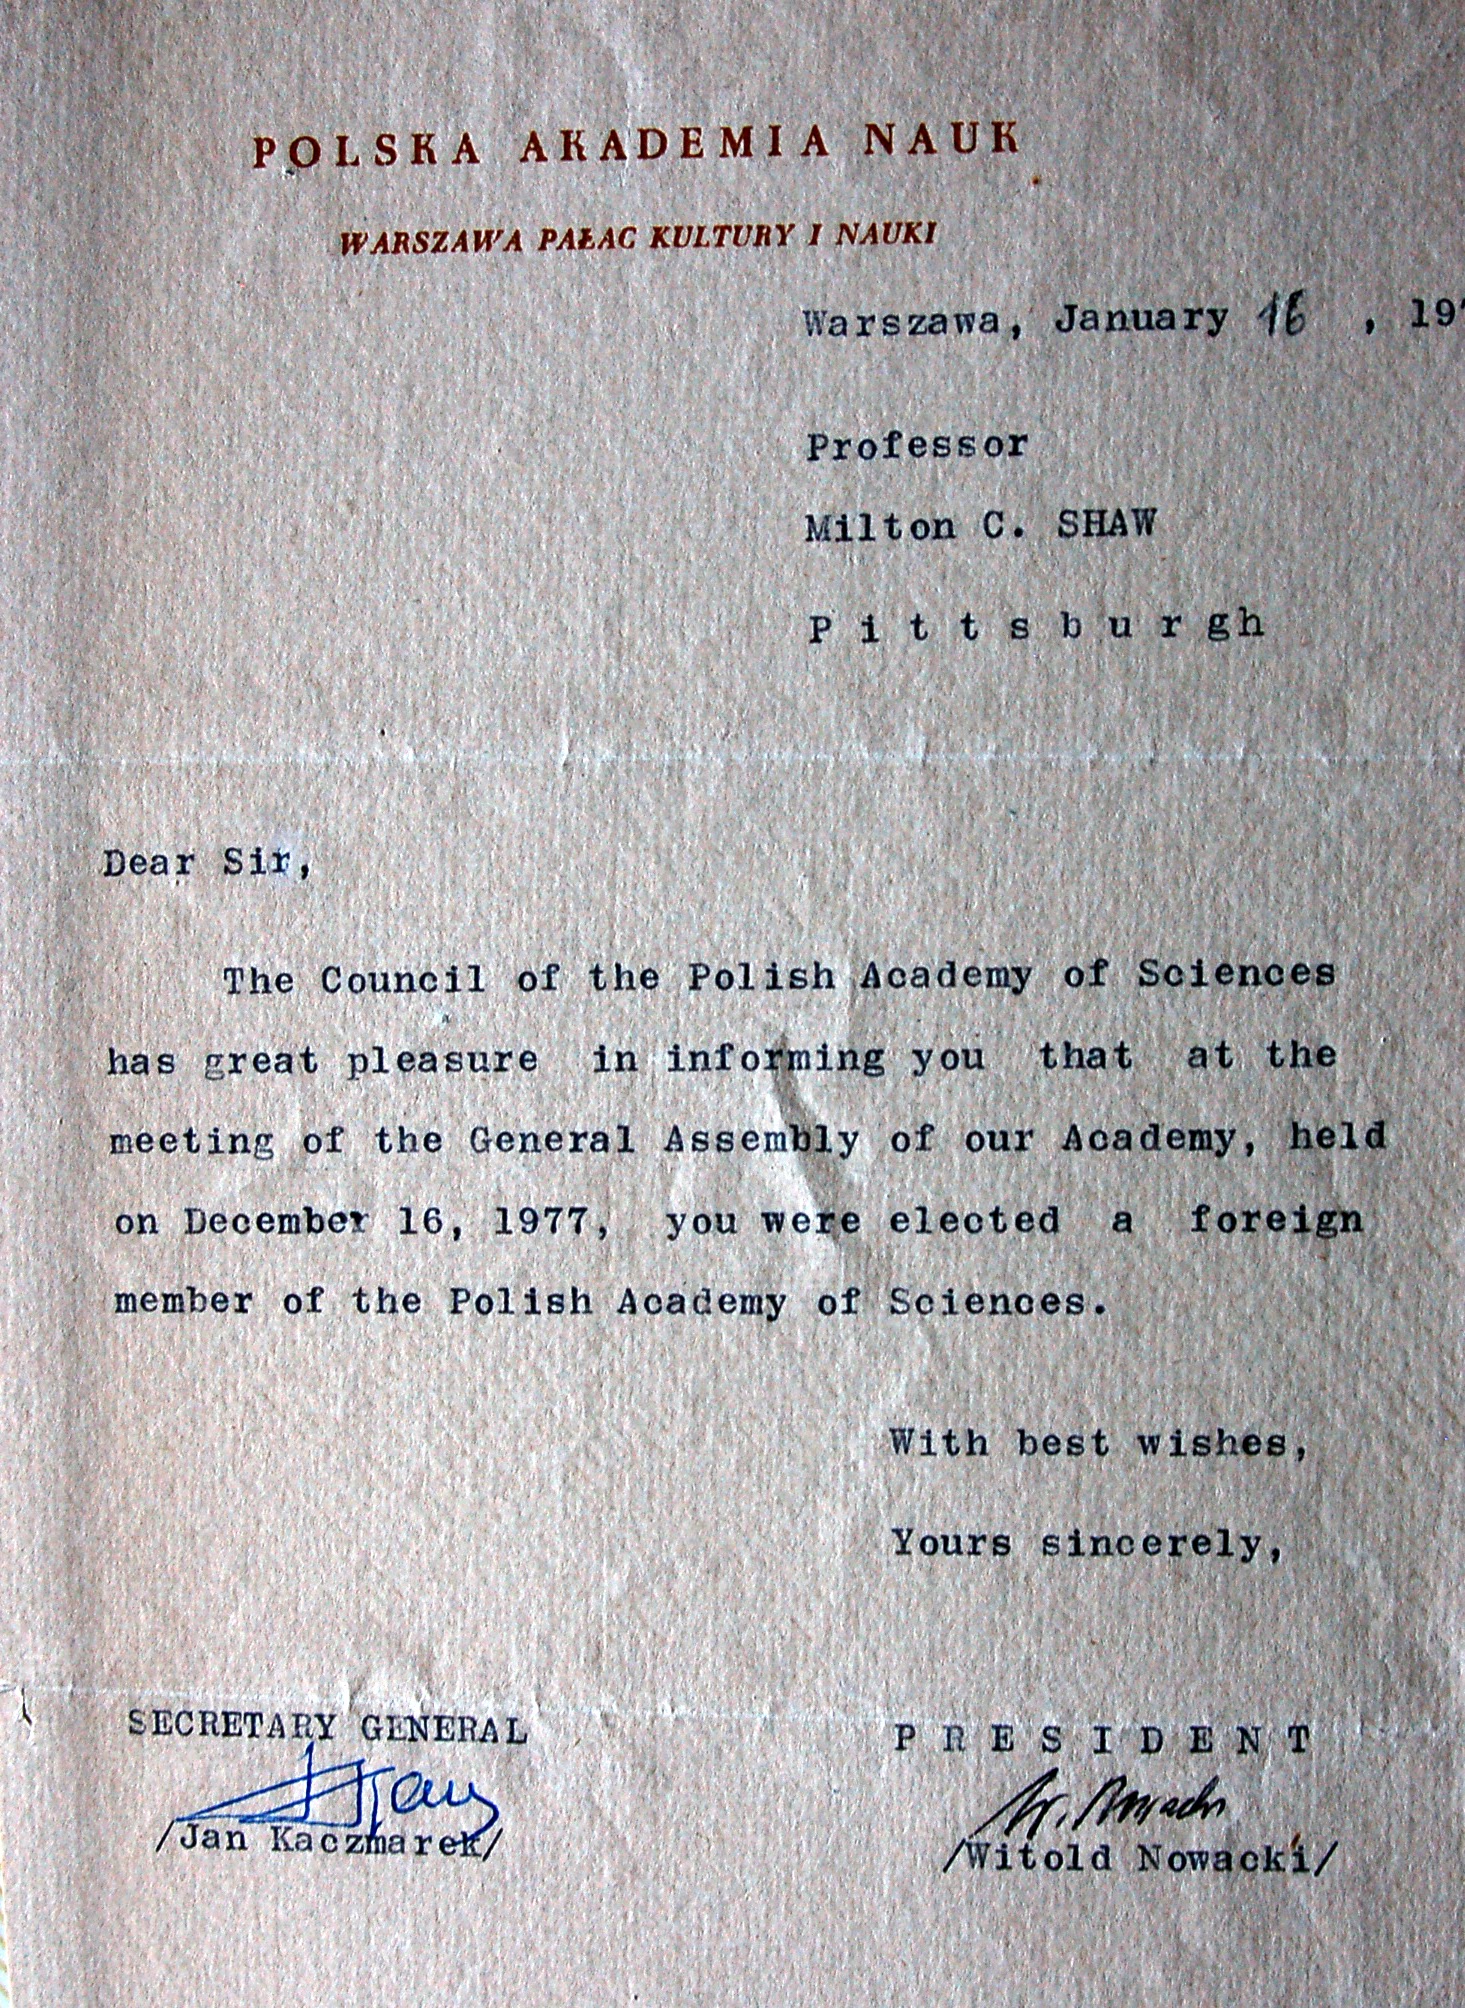 POLSKA AKADEMIA NAUK
WARSZAWA PAŁAC KULTURY I NAUKI
Warszawa, January 16 , 19
Professor
Milton C. SHAW
P i t t s b u r g h
Dear Sir,
The Council of the Polish Academy of Sciences
has great pleasure in informing you that at the
meeting of the General Assembly of our Academy, held
on December 16, 1977, you were elected a foreign
member of the Polish Academy of Sciences.
With best wishes,
Yours sincerely,
SECRETARY GENERAL
P R E S I D E N T
W. Nowacki
/Jan Kaczmarek/
/Witold Nowacki/